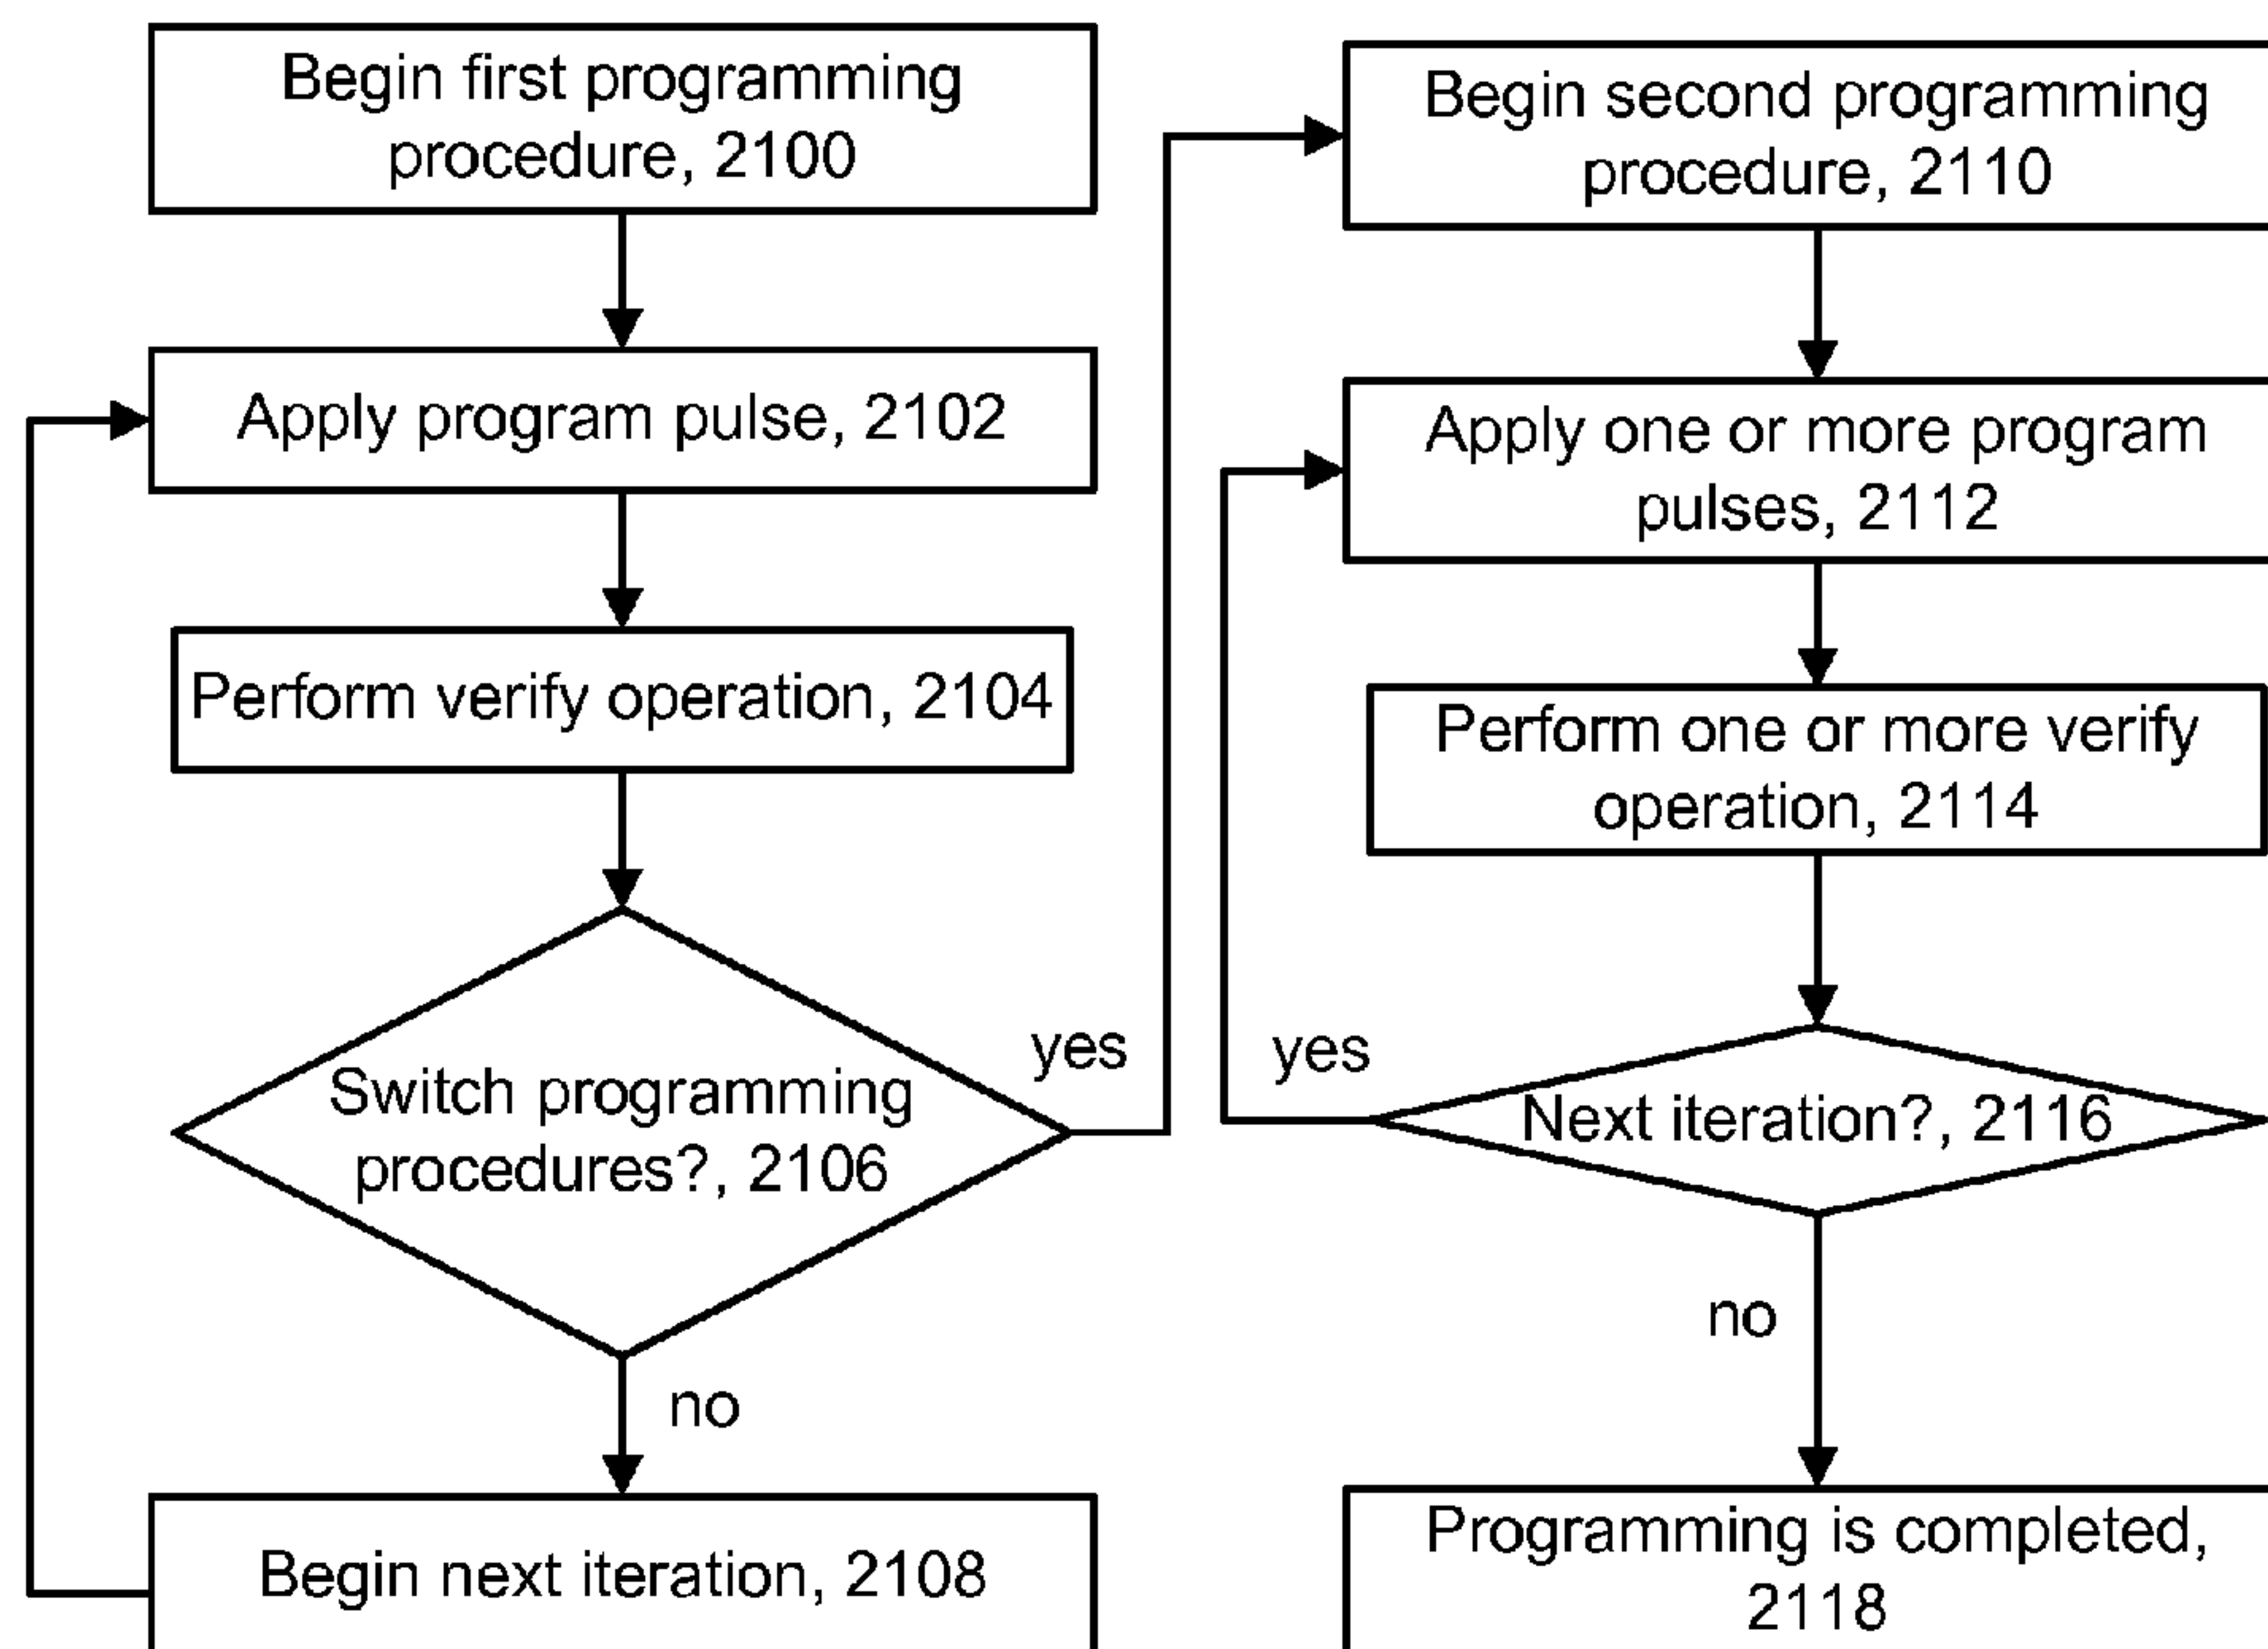 Begin first programming
procedure, 2100
Apply program pulse, 2102
Perform verify operation, 2104
Switch programming
procedures?, 2106
yes
no
Begin next iteration, 2108
Begin second programming
procedure, 2110
Apply one or more program
pulses, 2112
Perform one or more verify
operation, 2114
yes
Next iteration?, 2116
no
Programming is completed,
2118